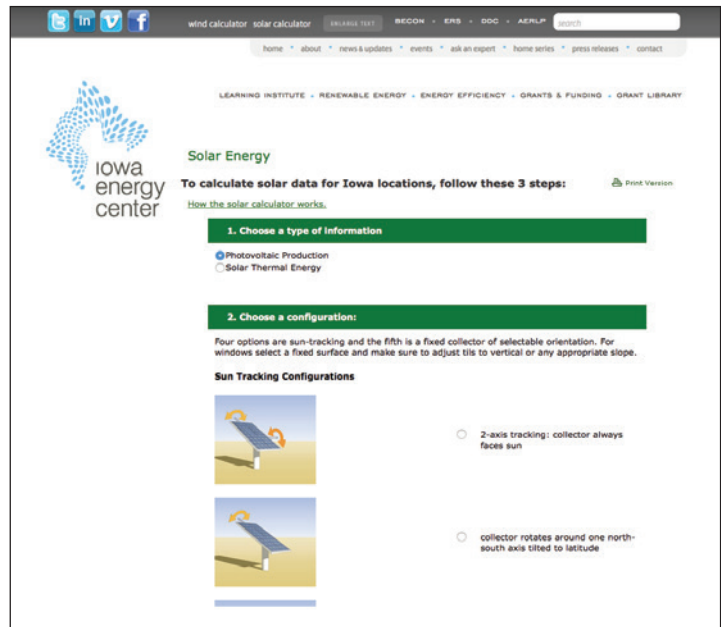 wind calculator solar calculator ENLARGE TEXT BECON • ERS • DDC • AERLP search
home • about • news & updates • events • ask an expert • home series • press releases • contact
LEARNING INSTITUTE • RENEWABLE ENERGY • ENERGY EFFICIENCY • GRANTS & FUNDING • GRANT LIBRARY
iowa
energy
center
Solar Energy
To calculate solar data for Iowa locations, follow these 3 steps:
Print Version
How the solar calculator works.
1. Choose a type of information
Photovoltaic Production
Solar Thermal Energy
2. Choose a configuration:
Four options are sun-tracking and the fifth is a fixed collector of selectable orientation. For
windows select a fixed surface and make sure to adjust tils to vertical or any appropriate slope.
Sun Tracking Configurations
2-axis tracking: collector always
faces sun
collector rotates around one north-
south axis tilted to latitude